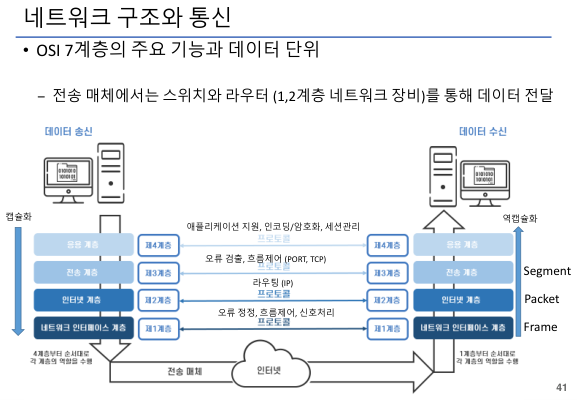 네트워크 구조와 통신
• OSI 7계층의 주요 기능과 데이터 단위
– 전송 매체에서는 스위치와 라우터 (1,2계층 네트워크 장비)를 통해 데이터 전달
데이터 송신
데이터 수신
캡슐화
역캡슐화
애플리케이션 지원, 인코딩/암호화, 세션관리
응용 계층
제4계층
프로토콜
제4계층
응용 계층
오류 검출, 흐름제어 (PORT, TCP)
전송 계층
제3계층
프로토콜
제3계층
전송 계층
Segment
라우팅 (IP)
인터넷 계층
제2계층
프로토콜
제2계층
인터넷 계층
Packet
오류 정정, 흐름제어, 신호처리
네트워크 인터페이스 계층
제1계층
프로토콜
제1계층
네트워크 인터페이스 계층
Frame
4계층부터 순서대로
각 계층의 역할을 수행
1계층부터 순서대로
각 계층의 역할을 수행
전송 매체
인터넷
41